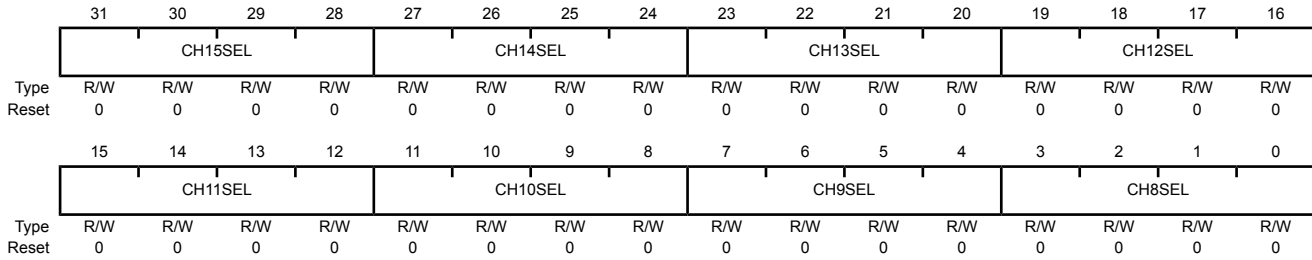 31 30 29 28 27 26 25 24 23 22 21 20 19 18 17 16
CH15SEL CH14SEL CH13SEL CH12SEL
Type R/W R/W R/W R/W R/W R/W R/W R/W R/W R/W R/W R/W R/W R/W R/W R/W
Reset 0 0 0 0 0 0 0 0 0 0 0 0 0 0 0 0
15 14 13 12 11 10 9 8 7 6 5 4 3 2 1 0
CH11SEL CH10SEL CH9SEL CH8SEL
Type R/W R/W R/W R/W R/W R/W R/W R/W R/W R/W R/W R/W R/W R/W R/W R/W
Reset 0 0 0 0 0 0 0 0 0 0 0 0 0 0 0 0